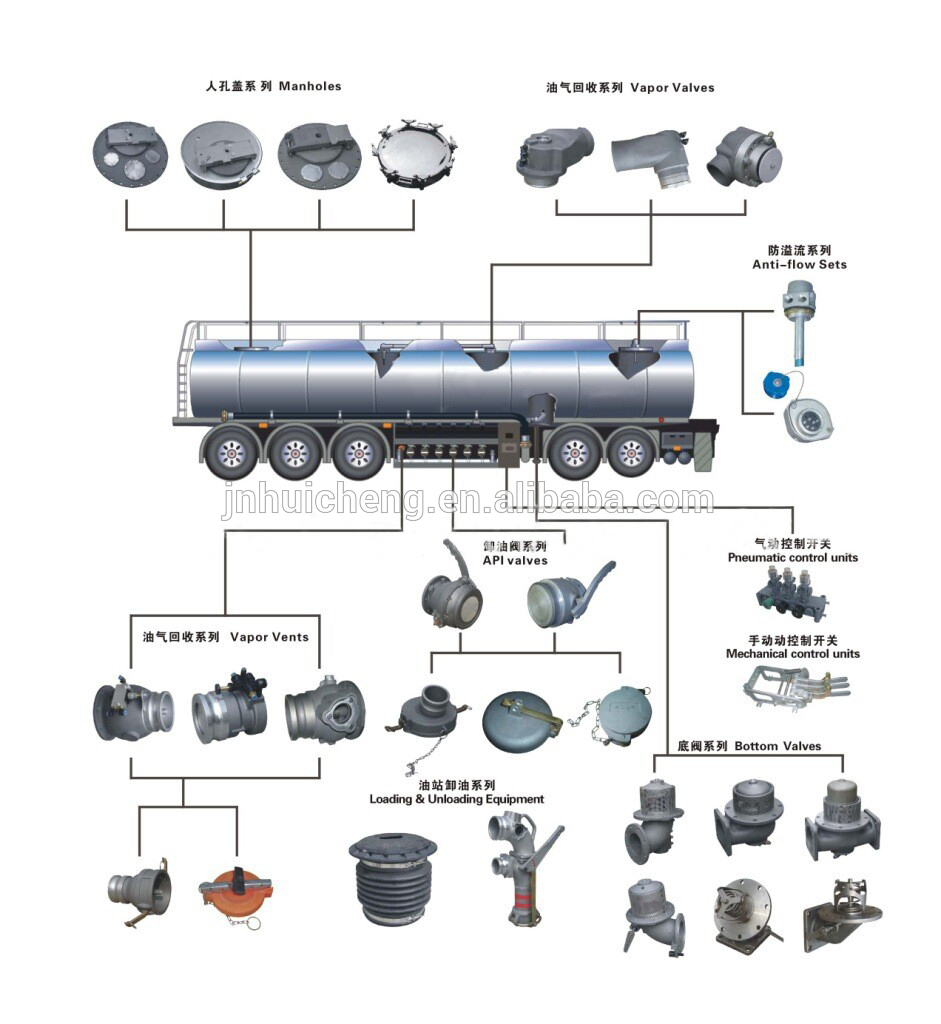 人孔盖系 列 Manholes
油气回收系列 Vapor Valves
防溢流系列
Anti-flow Sets
jnhuicheng.en.alibaba.com
卸油阀系列
API valves
气动控制开关
Pneumatic control units
油气回收系列 Vapor Vents
手动动控制开关
Mechanical control units
底阀系列 Bottom Valves
油站卸油系列
Loading & Unloading Equipment